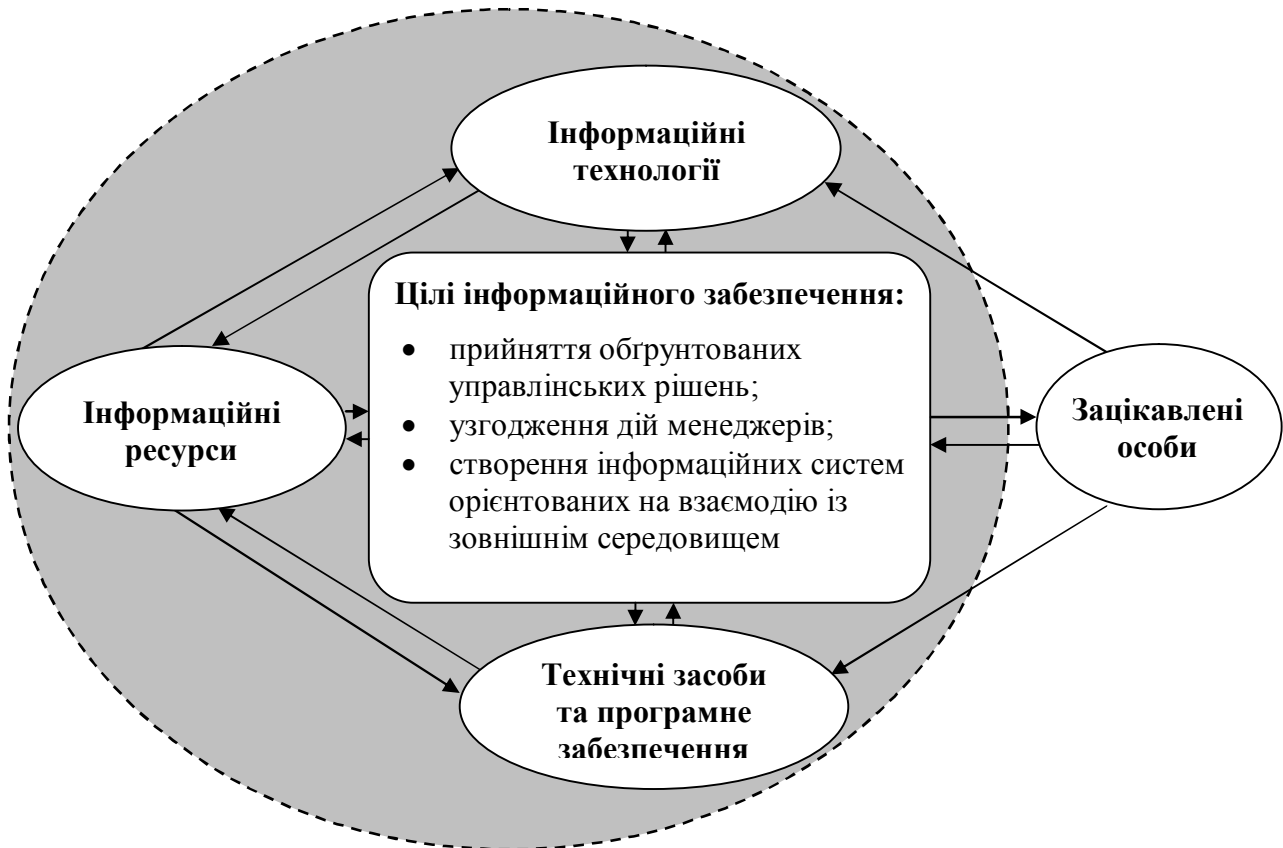 Інформаційні
технології
Цілі інформаційного забезпечення:
• прийняття обґрунтованих
управлінських рішень;
• узгодження дій менеджерів;
• створення інформаційних систем
орієнтованих на взаємодію із
зовнішнім середовищем
Інформаційні
ресурси
Зацікавлені
особи
Технічні засоби
та програмне
забезпечення